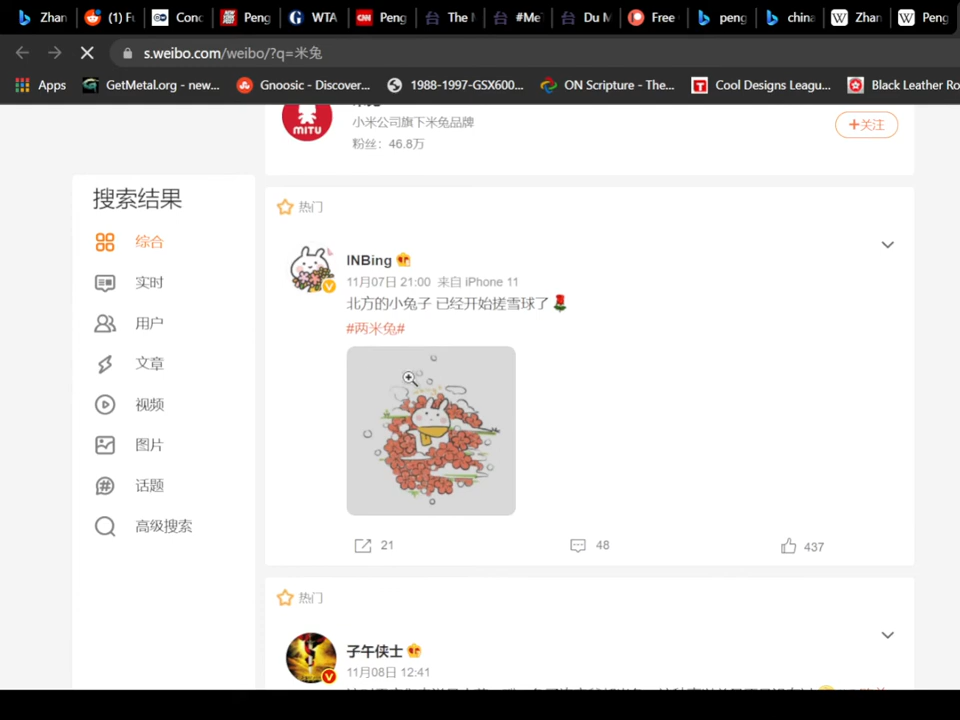 Zhan
(1) Fu
Conc
Peng
WTA
Peng
The M
#Me
Du M
Free
peng
china
Zhan
Peng
s.weibo.com/weibo/?q=米兔
Apps
GetMetal.org - new...
Gnoosic - Discover...
1988-1997-GSX600...
ON Scripture - The...
Cool Designs Leagu...
Black Leather Ro
MITU
小米公司旗下米兔品牌
+关注
粉丝：46.8万
搜索结果
综合
实时
用户
文章
视频
图片
话题
高级搜索
热门
INBing
11月07日 21:00 来自 iPhone 11
北方的小兔子 已经开始搓雪球了
#两米兔#
21
48
437
热门
子午侠士
11月08日 12:41